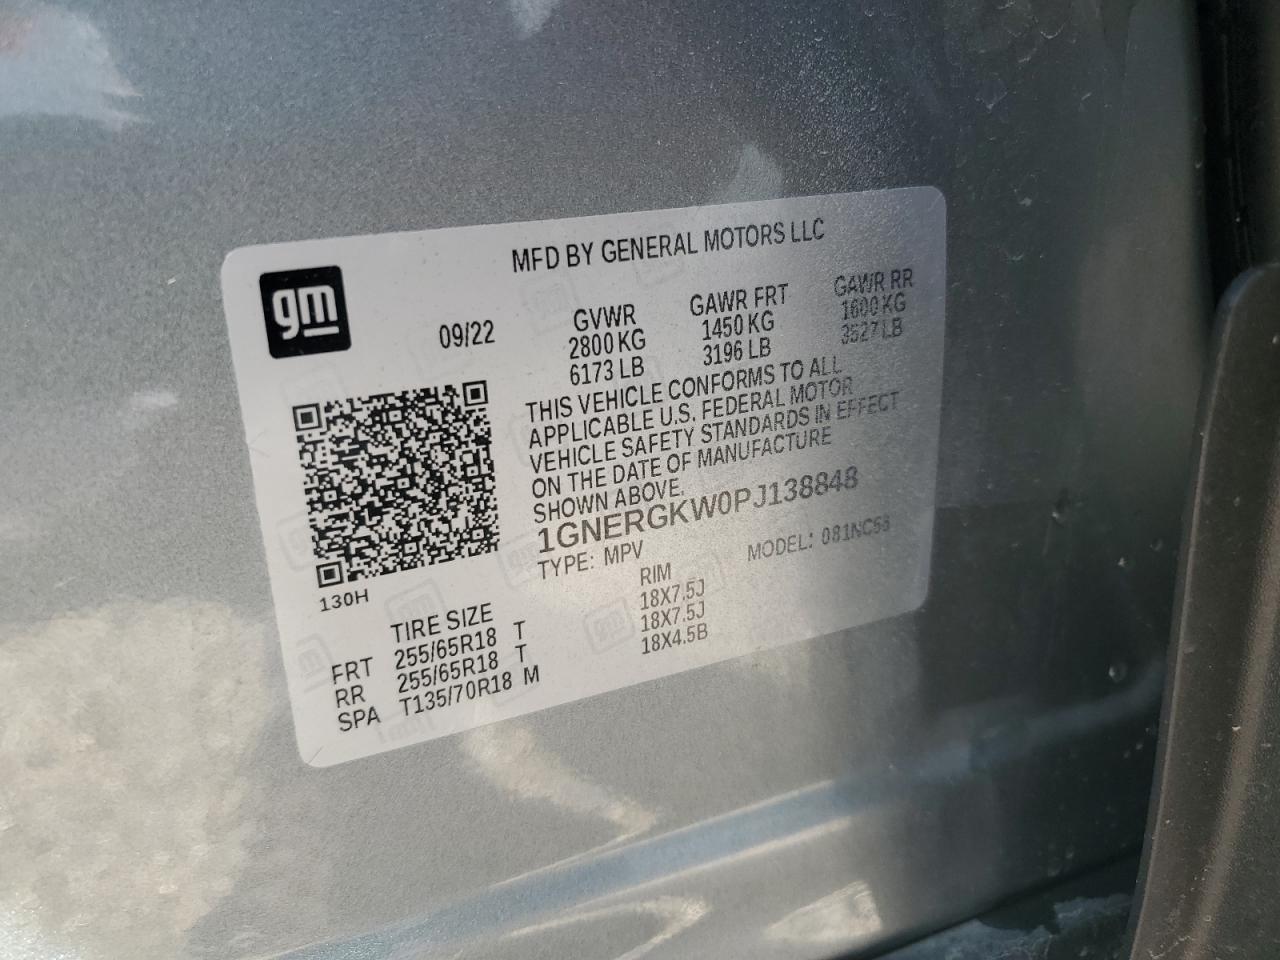 gm
MFD BY GENERAL MOTORS LLC
09/22
GVWR GAWR FRT GAWR RR
2800 KG 1450 KG 1600 KG
6173 LB 3196 LB 3527 LB
THIS VEHICLE CONFORMS TO ALL
APPLICABLE U.S. FEDERAL MOTOR
VEHICLE SAFETY STANDARDS IN EFFECT
ON THE DATE OF MANUFACTURE
SHOWN ABOVE.
1GNERGKW0PJ138848
TYPE: MPV MODEL:
130H
TIRE SIZE RIM
FRT 255/65R18 T 18X7.5J
RR 255/65R18 T 18X7.5J
SPA T135/70R18 M 18X4.5B